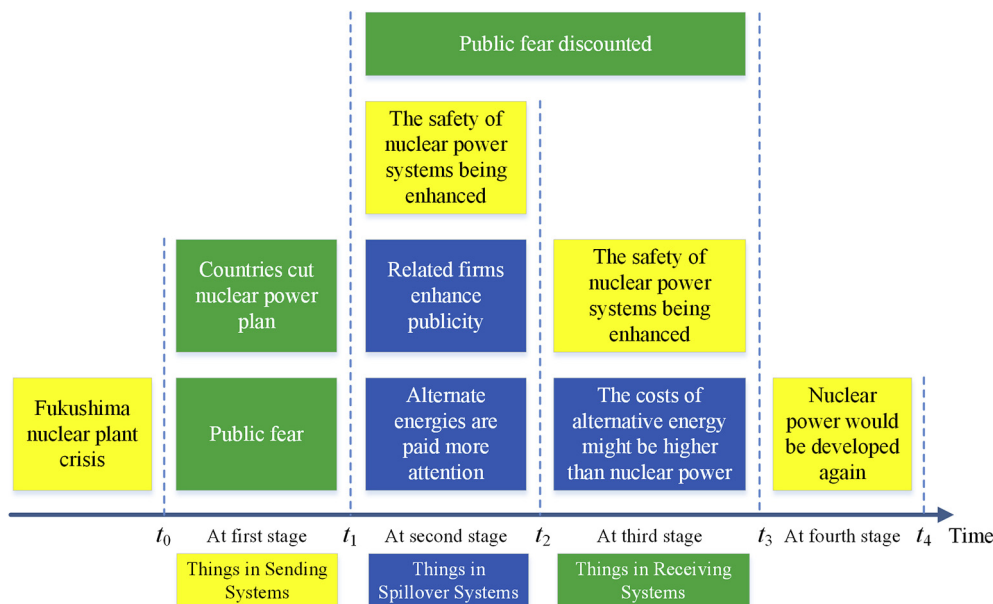 Public fear discounted
The safety of
nuclear power
systems being
enhanced
Countries cut
nuclear power
plan
Related firms
enhance
publicity
The safety of
nuclear power
systems being
enhanced
Fukushima
nuclear plant
crisis
Public fear
Alternate
energies are
paid more
attention
The costs of
alternative energy
might be higher
than nuclear power
Nuclear
power would
be developed
again
t0 At first stage t1 At second stage t2 At third stage t3 At fourth stage t4 Time
Things in Sending
Systems
Things in
Spillover Systems
Things in Receiving
Systems